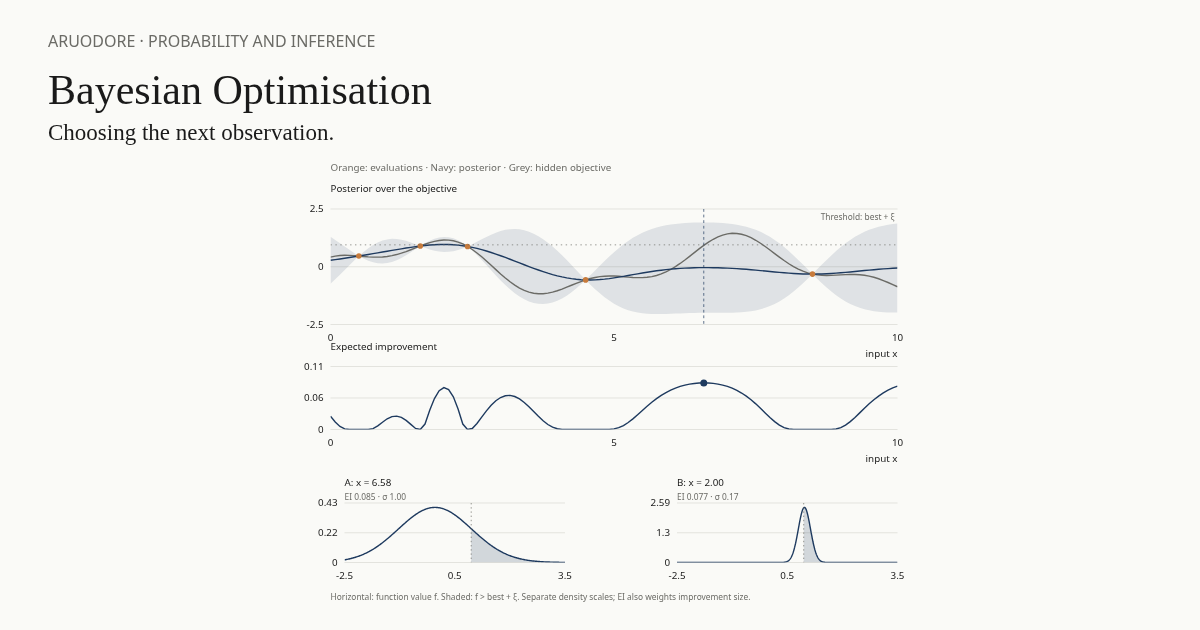 ARUODORE · PROBABILITY AND INFERENCE
Bayesian Optimisation
Choosing the next observation.
Orange: evaluations · Navy: posterior · Grey: hidden objective
Posterior over the objective
2.5
Threshold: best + ξ
0
-2.5
0 5 10
input x
Expected improvement
0.11
0.06
0
0 5 10
input x
A: x = 6.58
EI 0.085 · σ 1.00
0.43
0.22
0
-2.5 0.5 3.5
B: x = 2.00
EI 0.077 · σ 0.17
2.59
1.3
0
-2.5 0.5 3.5
Horizontal: function value f. Shaded: f > best + ξ. Separate density scales; EI also weights improvement size.